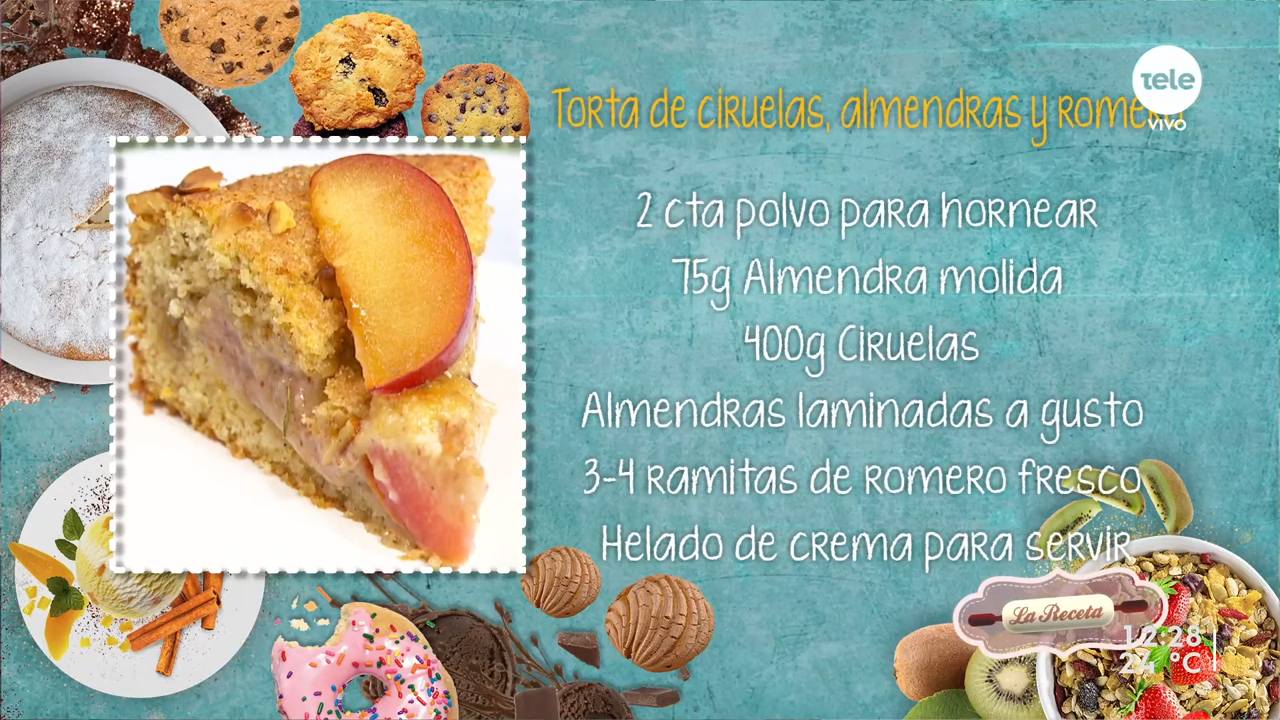 Tele
VIVO
Torta de ciruelas, almendras y romero
2 cta polvo para hornear
75g Almendra molida
400g Ciruelas
Almendras laminadas a gusto
3-4 ramitas de romero fresco
Helado de crema para servir
La Receta
12:28
24 °C